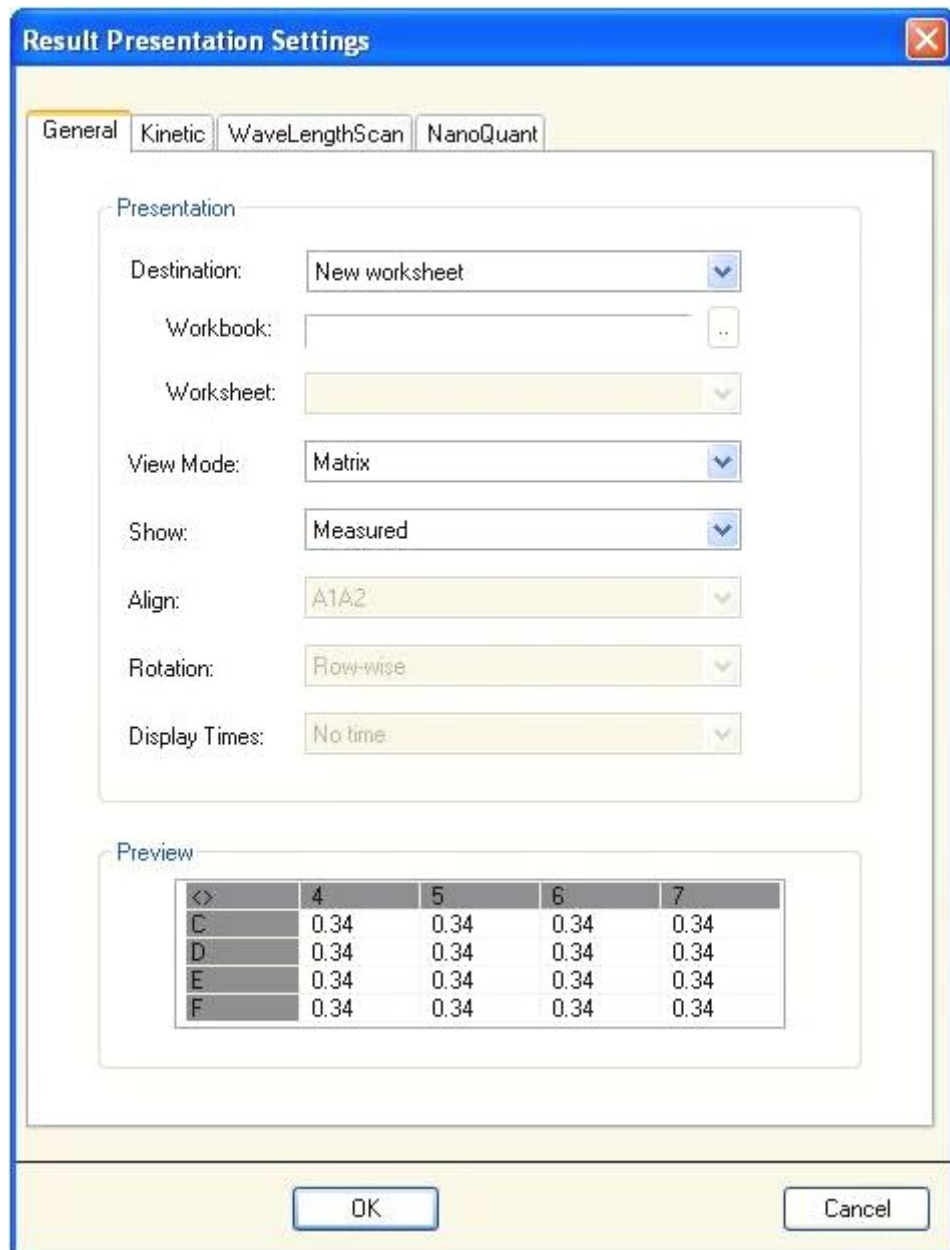 Result Presentation Settings
General Kinetic WaveLengthScan NanoQuant
Presentation
Destination: New worksheet
Workbook: ..
Worksheet:
View Mode: Matrix
Show: Measured
Align: A1A2
Rotation: Row-wise
Display Times: No time
Preview
<> 4 5 6 7
C 0.34 0.34 0.34 0.34
D 0.34 0.34 0.34 0.34
E 0.34 0.34 0.34 0.34
F 0.34 0.34 0.34 0.34
OK Cancel